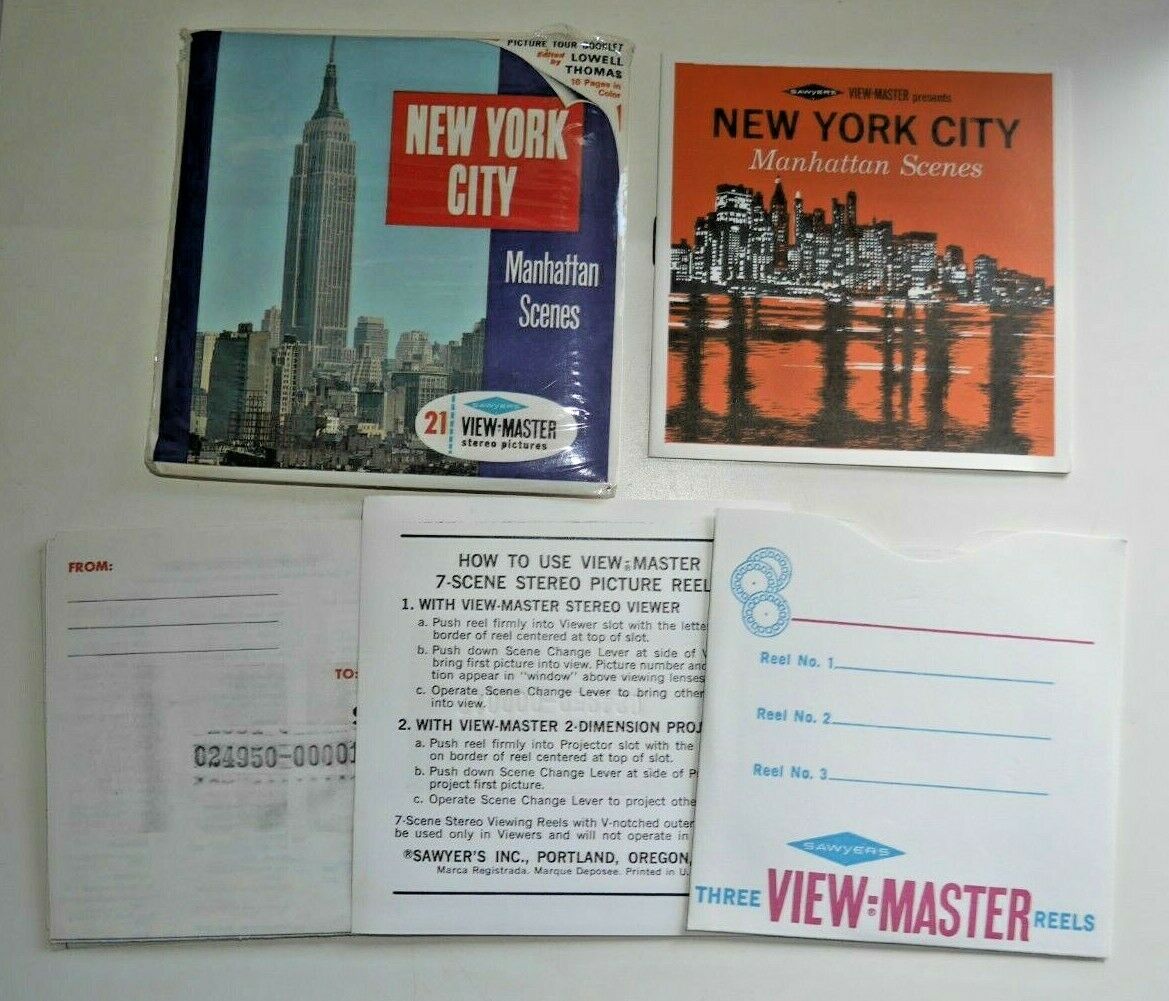 PICTURE TOUR BOOKLET
Edited by LOWELL THOMAS
16 Pages in Color
NEW YORK
CITY
Manhattan
Scenes
21
SAWYERS
VIEW-MASTER
stereo pictures
SAWYERS VIEW-MASTER presents
NEW YORK CITY
Manhattan Scenes
FROM:
TO:
S
024950-00001
HOW TO USE VIEW-MASTER
®
7-SCENE STEREO PICTURE REEL
1. WITH VIEW-MASTER STEREO VIEWER
a. Push reel firmly into Viewer slot with the lette
border of reel centered at top of slot.
b. Push down Scene Change Lever at side of V
bring first picture into view. Picture number and
tion appear in "window" above viewing lenses
c. Operate Scene Change Lever to bring other
into view.
2. WITH VIEW-MASTER 2-DIMENSION PROJ
a. Push reel firmly into Projector slot with the
on border of reel centered at top of slot.
b. Push down Scene Change Lever at side of P
project first picture.
c. Operate Scene Change Lever to project othe
7-Scene Stereo Viewing Reels with V-notched outer
be used only in Viewers and will not operate in
®SAWYER'S INC., PORTLAND, OREGON,
Marca Registrada. Marque Deposee. Printed in U.
Reel No. 1
Reel No. 2
Reel No. 3
SAWYERS
THREE VIEW-MASTER REELS
®